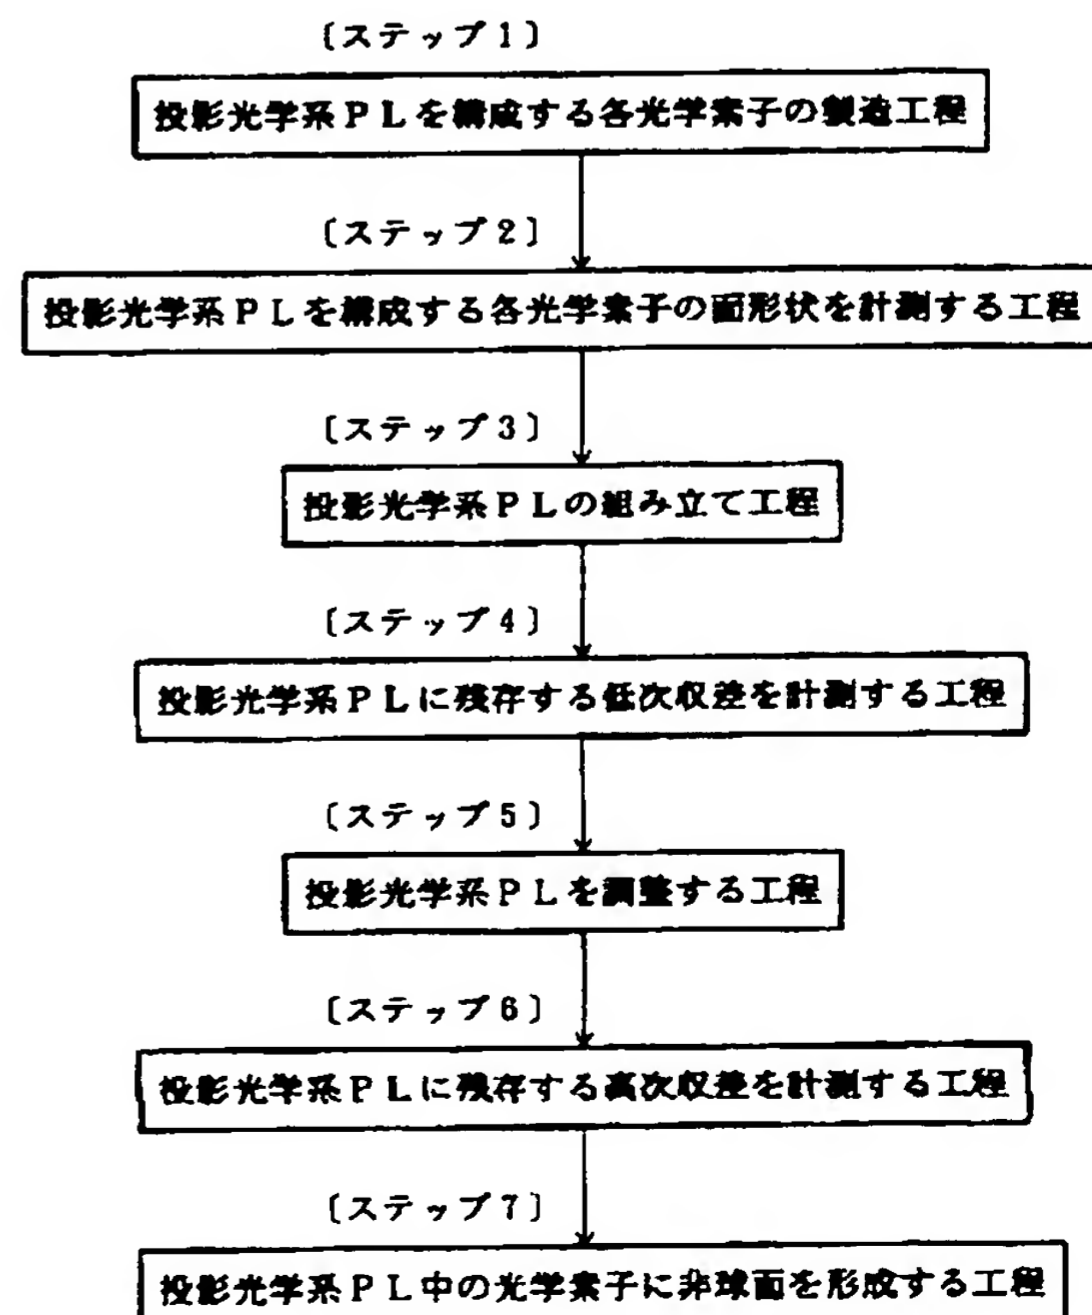 〔ステップ1〕
投影光学系PLを構成する各光学素子の製造工程
〔ステップ2〕
投影光学系PLを構成する各光学素子の面形状を計測する工程
〔ステップ3〕
投影光学系PLの組み立て工程
〔ステップ4〕
投影光学系PLに残存する低次収差を計測する工程
〔ステップ5〕
投影光学系PLを調整する工程
〔ステップ6〕
投影光学系PLに残存する高次収差を計測する工程
〔ステップ7〕
投影光学系PL中の光学素子に非球面を形成する工程